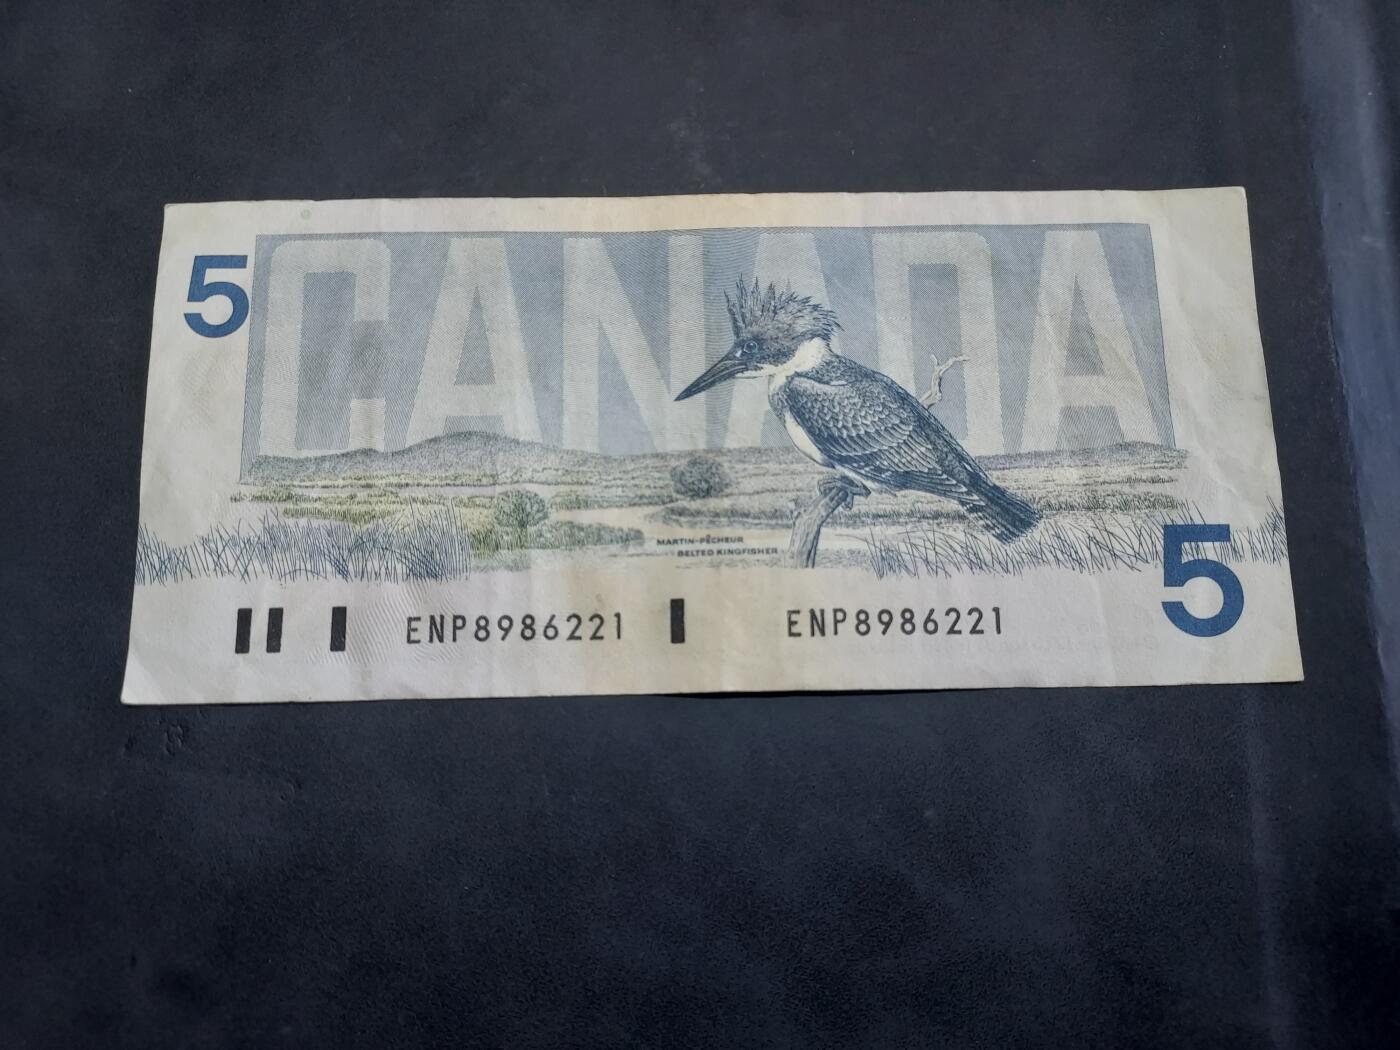 5
CANADA
MARTIN-PÊCHEUR
BELTED KINGFISHER
5
ENP8986221 ENP8986221